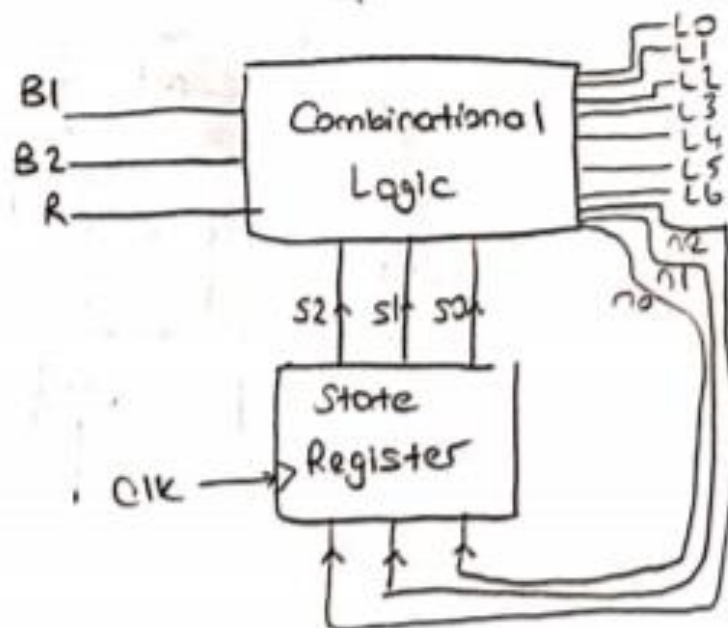 B1
B2
R
Combinational
Logic
L0
L1
L2
L3
L4
L5
L6
n2
n1
n0
S2 S1 S0
State
Register
Clk